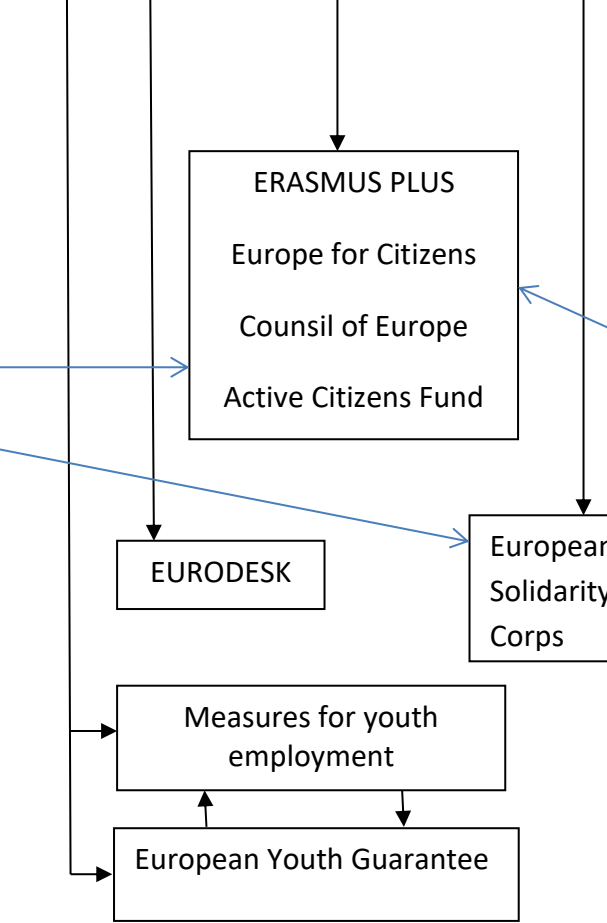 ERASMUS PLUS
Europe for Citizens
Counsil of Europe
Active Citizens Fund
EURODESK
European
Solidarity
Corps
Measures for youth
employment
European Youth Guarantee